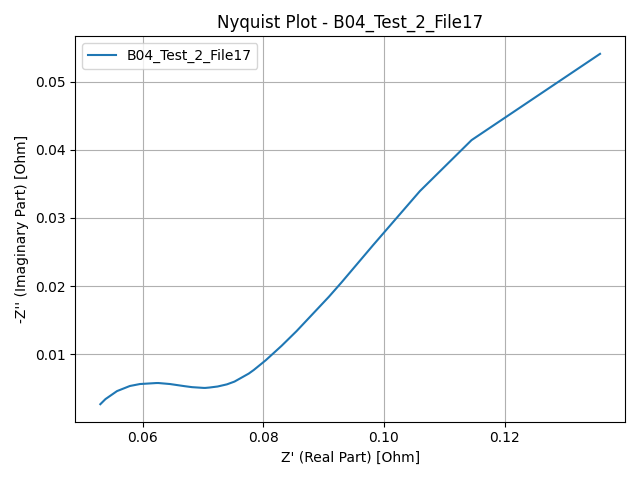 Nyquist Plot - B04_Test_2_File17
B04_Test_2_File17
-Z'' (Imaginary Part) [Ohm]
0.05
0.04
0.03
0.02
0.01
0.06 0.08 0.10 0.12
Z' (Real Part) [Ohm]